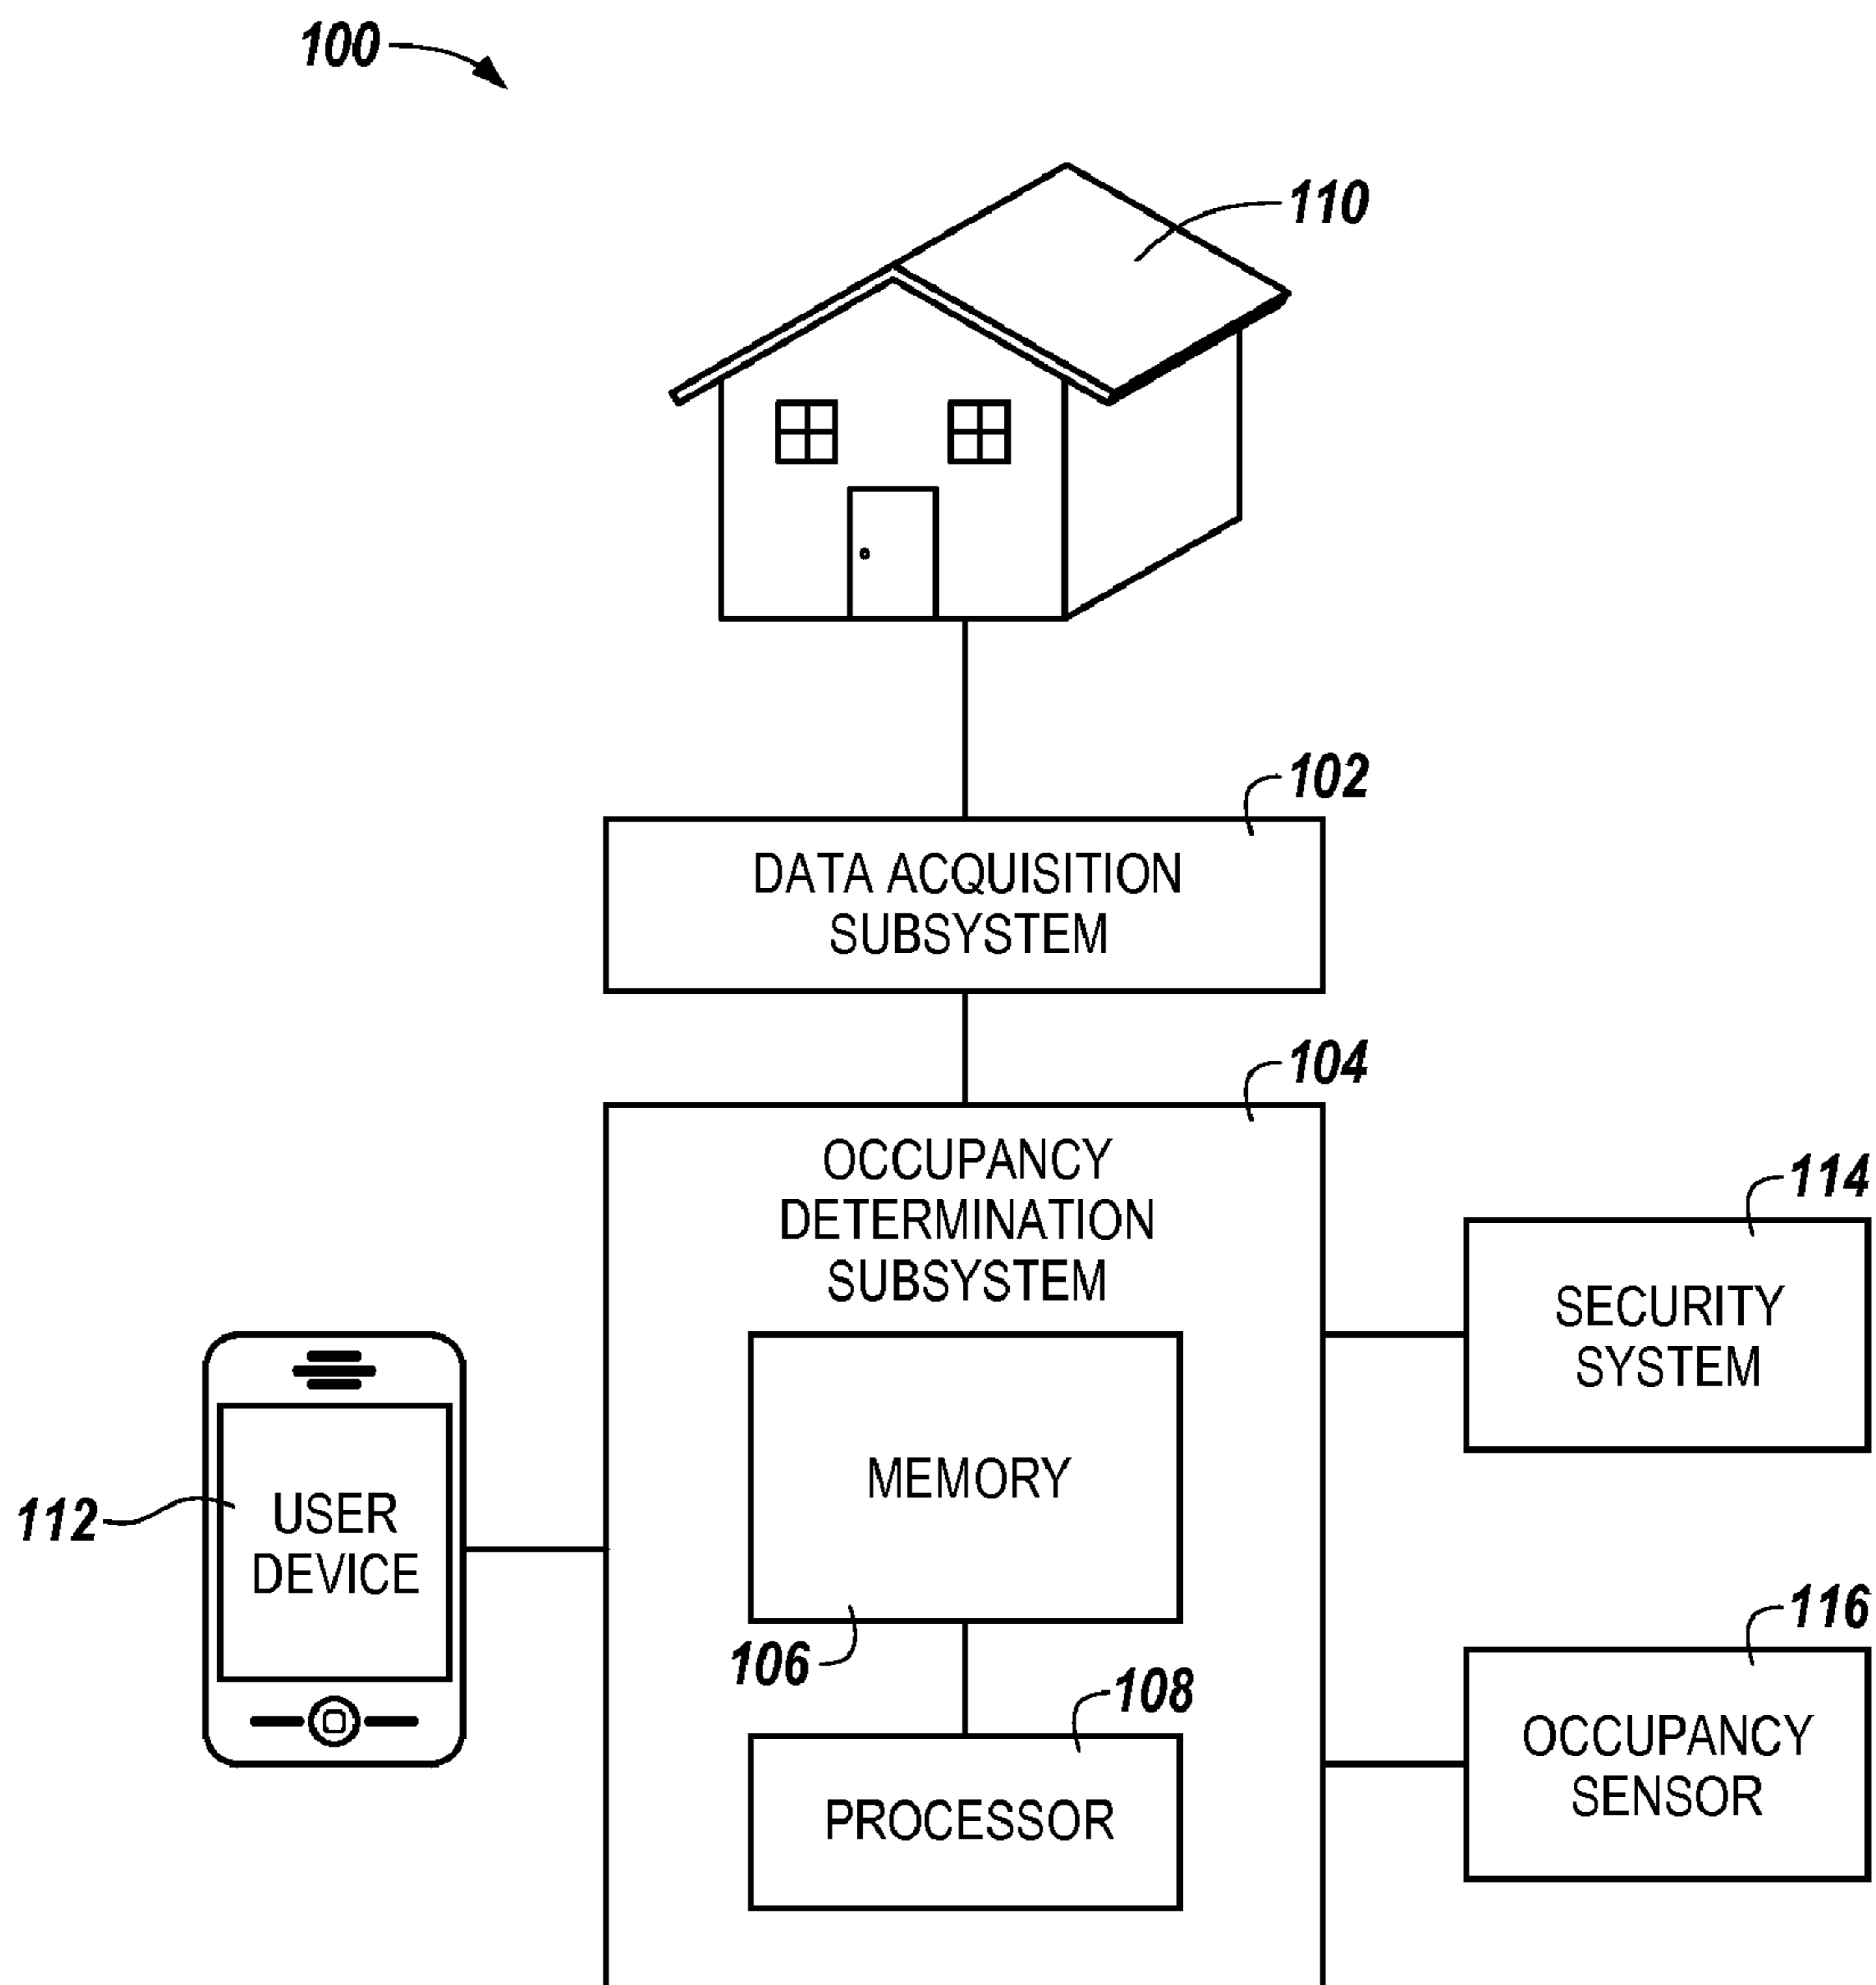 100
110
102
DATA ACQUISITION
SUBSYSTEM
104
OCCUPANCY
DETERMINATION
SUBSYSTEM
114
SECURITY
SYSTEM
MEMORY
112
USER
DEVICE
106
108
116
PROCESSOR
OCCUPANCY
SENSOR